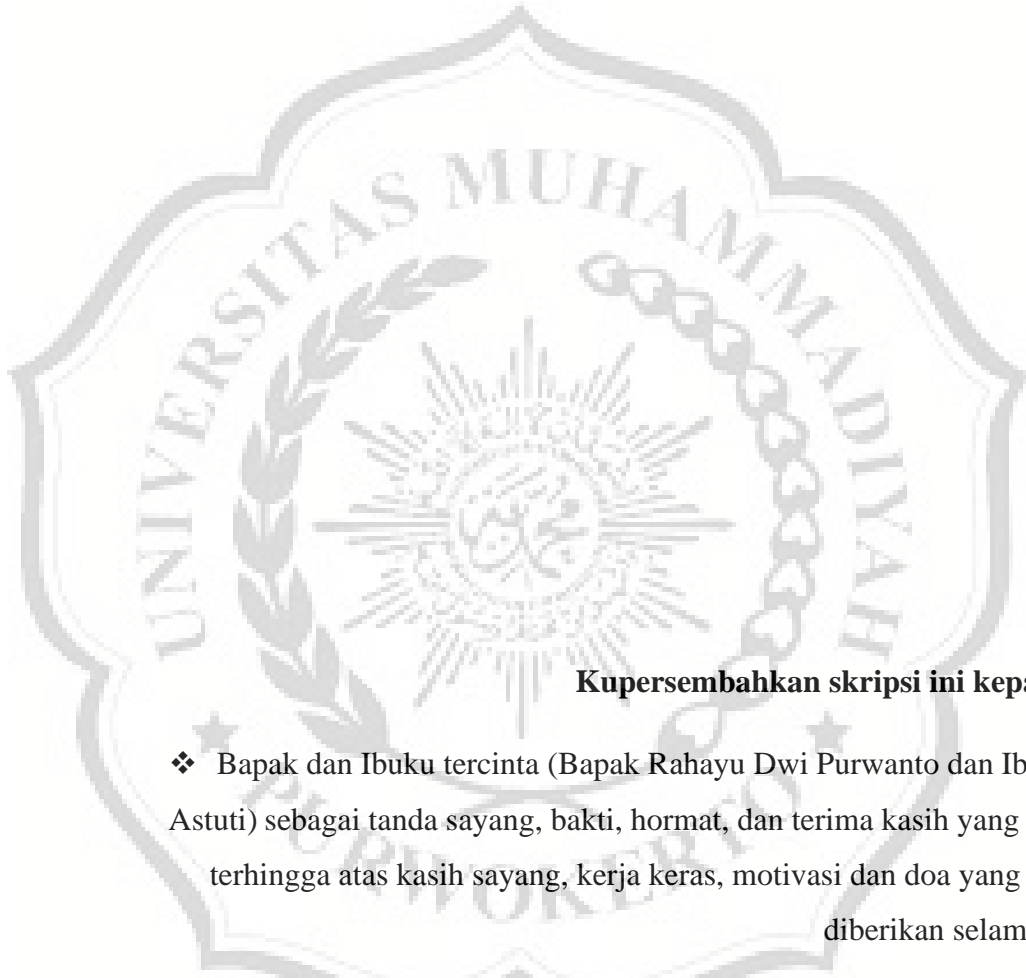 UNIVERSITAS MUHAMMADIYAH
PURWOKERTO
Kupersembahkan skripsi ini kepa
❖ Bapak dan Ibuku tercinta (Bapak Rahayu Dwi Purwanto dan Ib
Astuti) sebagai tanda sayang, bakti, hormat, dan terima kasih yang
terhingga atas kasih sayang, kerja keras, motivasi dan doa yang
diberikan selam